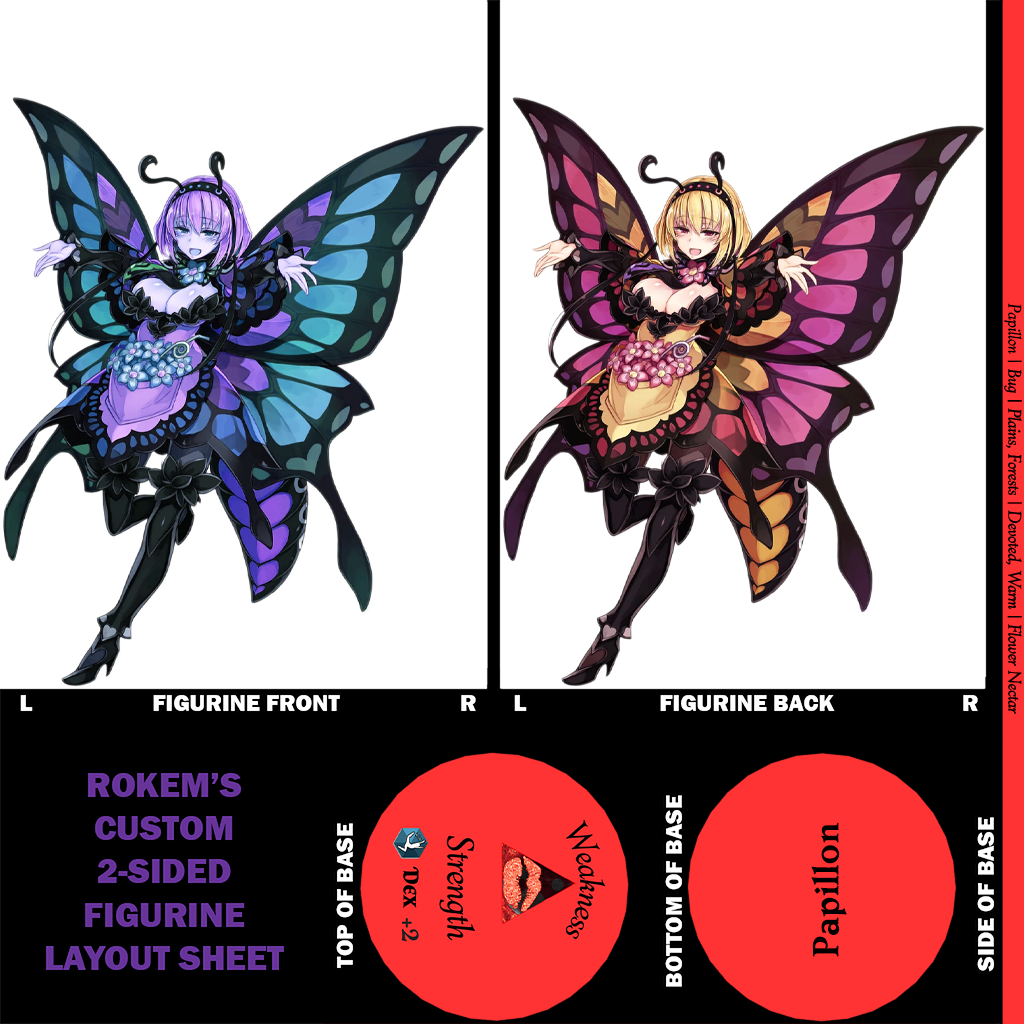 L FIGURINE FRONT R
L FIGURINE BACK R
Papillon | Bug | Plains, Forests | Devoted, Warm | Flower Nectar
ROKEM'S
CUSTOM
2-SIDED
FIGURINE
LAYOUT SHEET
TOP OF BASE
Weakness
Strength
DEX +2
BOTTOM OF BASE
Papillon
SIDE OF BASE